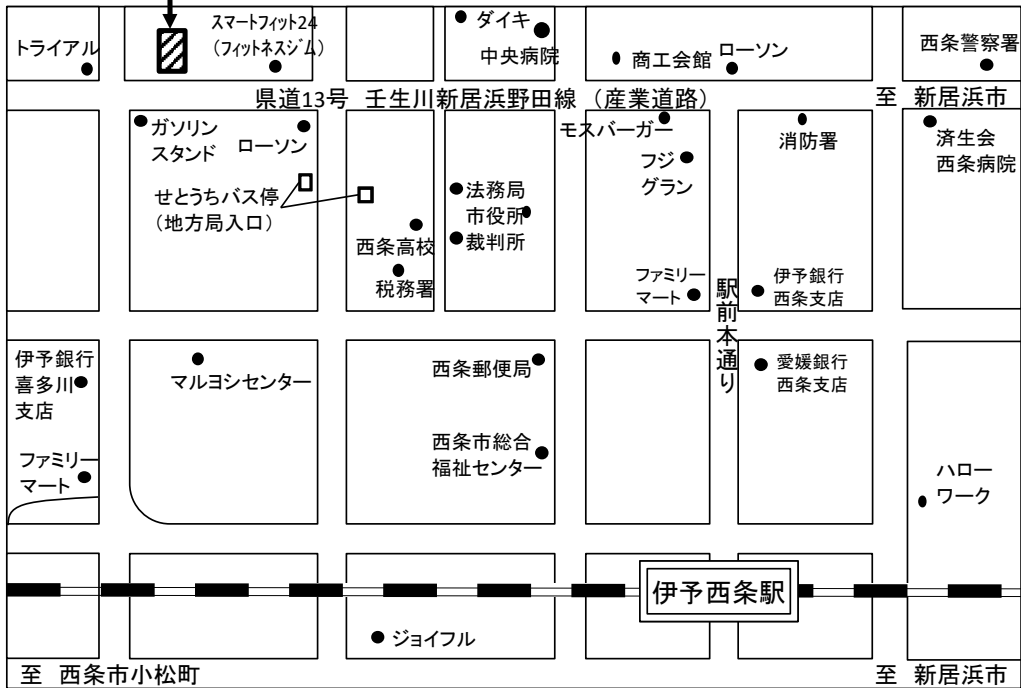 スマートフィット24
(フィットネスジム)
トライアル
ダイキ
中央病院
商工会館
ローソン
西条警察署
県道13号 壬生川新居浜野田線 (産業道路)
至 新居浜市
ガソリン
スタンド
ローソン
せとうちバス停
(地方局入口)
西条高校
税務署
法務局
市役所
裁判所
モスバーガー
フジ
グラン
消防署
済生会
西条病院
ファミリー
マート
駅前本通り
伊予銀行
西条支店
伊予銀行
喜多川
支店
マルヨシセンター
西条郵便局
愛媛銀行
西条支店
ファミリー
マート
西条市総合
福祉センター
ハロー
ワーク
伊予西条駅
ジョイフル
至 西条市小松町
至 新居浜市